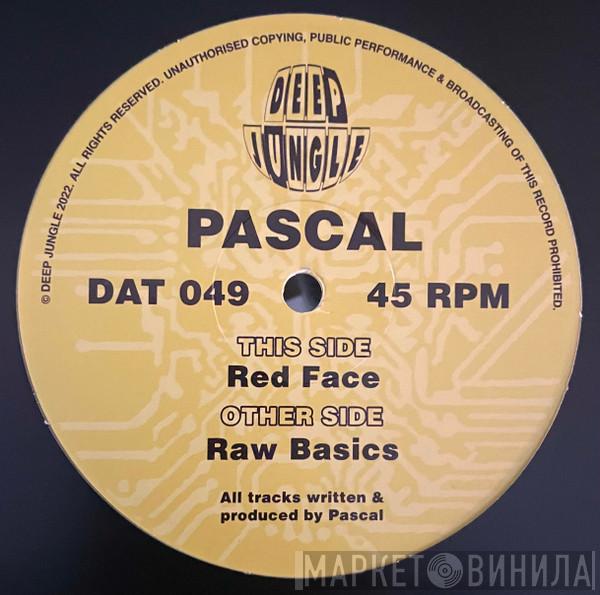 © DEEP JUNGLE 2022. ALL RIGHTS RESERVED. UNAUTHORISED COPYING, PUBLIC PERFORMANCE & BROADCASTING OF THIS RECORD PROHIBITED.
DEEP
JUNGLE
PASCAL
DAT 049 45 RPM
THIS SIDE
Red Face
OTHER SIDE
Raw Basics
All tracks written &
produced by Pascal
МАРКЕТ ВИНИЛА